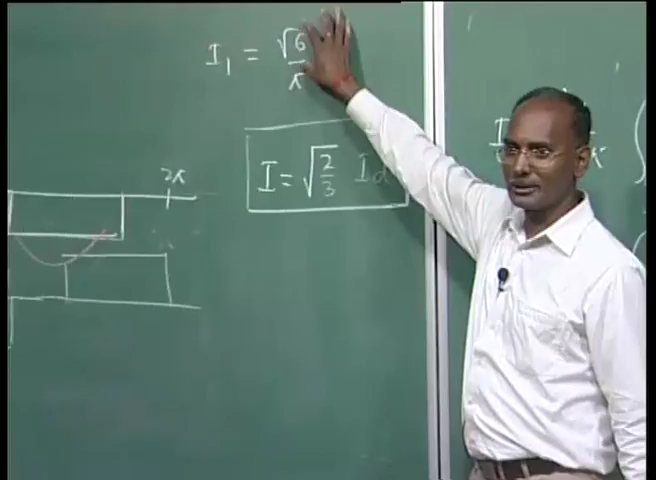 I₁ = √6/π
I = √(2/3) Id
2π